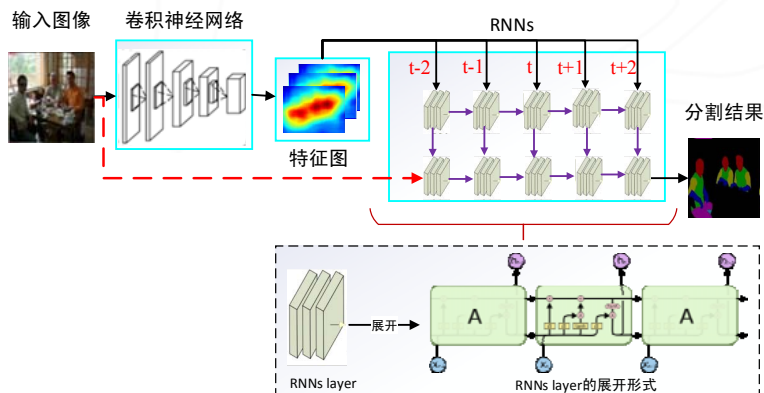 输入图像
卷积神经网络
RNNs
t-2
t-1
t
t+1
t+2
特征图
分割结果
A
A
展开
RNNs layer
RNNs layer的展开形式